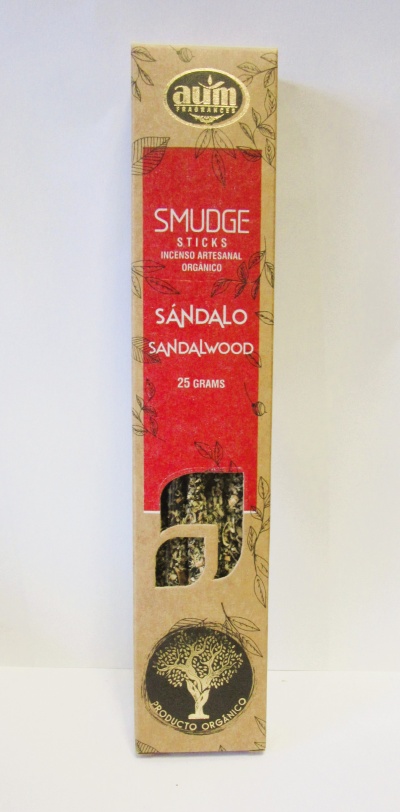 aum
FRAGRANCES
SMUDGE
STICKS
INCENSO ARTESANAL
ORGÁNICO
SÁNDALO
SANDALWOOD
25 GRAMS
PRODUCTO ORGÁNICO